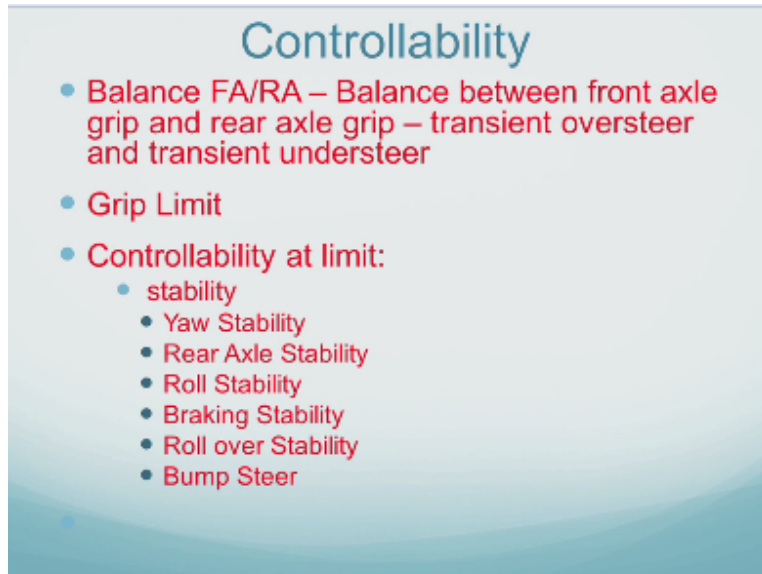 Controllability
Balance FA/RA – Balance between front axle
grip and rear axle grip – transient oversteer
and transient understeer
Grip Limit
Controllability at limit:
stability
Yaw Stability
Rear Axle Stability
Roll Stability
Braking Stability
Roll over Stability
Bump Steer